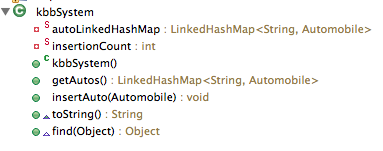 kbbSystem
S autoLinkedHashMap : LinkedHashMap<String, Automobile>
S insertionCount : int
C kbbSystem()
getAutos() : LinkedHashMap<String, Automobile>
insertAuto(Automobile) : void
toString() : String
find(Object) : Object